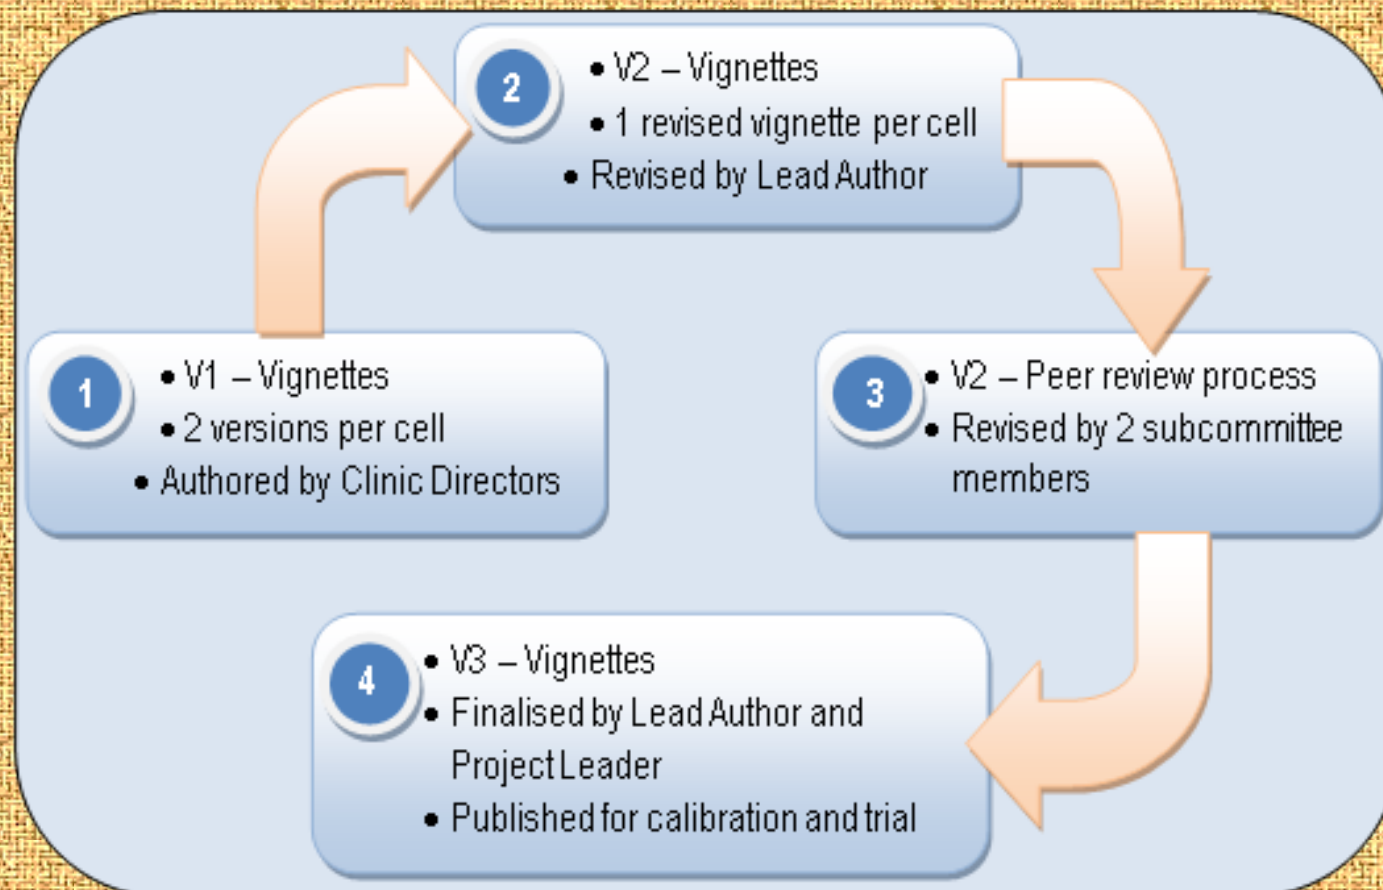 1
• V1 – Vignettes
• 2 versions per cell
• Authored by Clinic Directors
2
• V2 – Vignettes
• 1 revised vignette per cell
• Revised by Lead Author
3
• V2 – Peer review process
• Revised by 2 subcommittee
members
4
• V3 – Vignettes
• Finalised by Lead Author and
Project Leader
• Published for calibration and trial